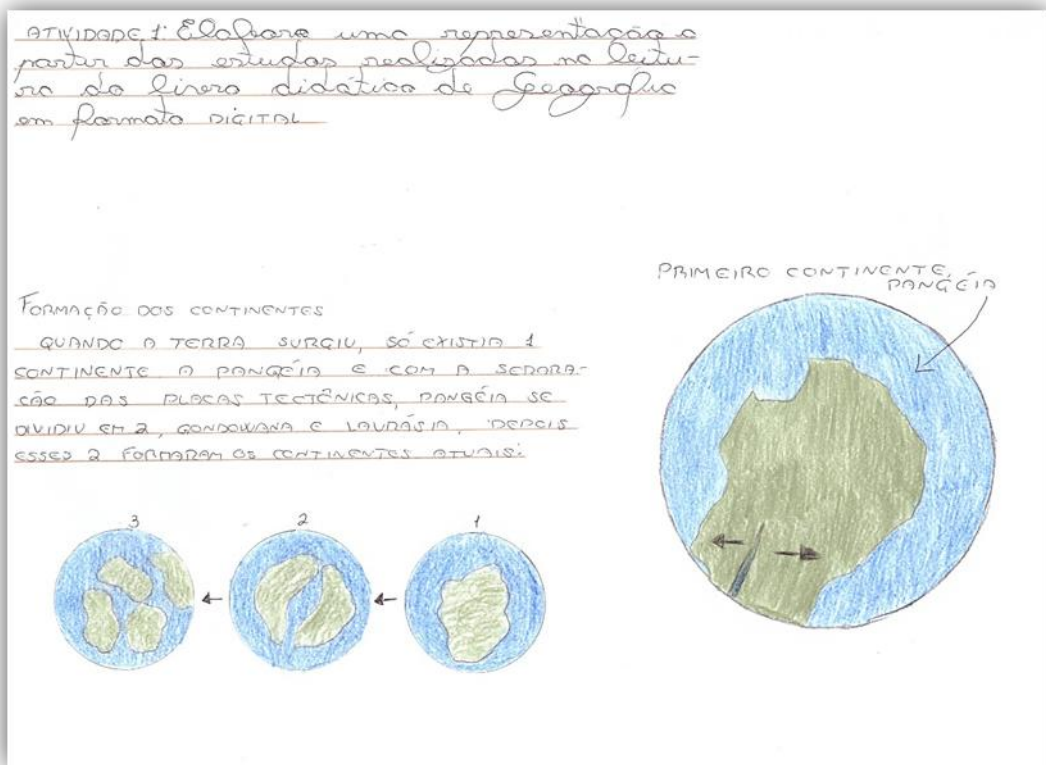 ATIVIDADE 1: Elabore uma representação a
partir dos estudos realizados na leitu-
ra do livro didático de Geografia
em formato DIGITAL
PRIMEIRO CONTINENTE,
PANGÉIA
FORMAÇÃO DOS CONTINENTES
QUANDO A TERRA SURGIU, SÓ EXISTIA 1
CONTINENTE A PANGÉIA E COM A SEPARA-
ÇÃO DAS PLACAS TECTÔNICAS, PANGÉIA SE
DIVIDIU EM 2, GONDOWANA E LAURÁSIA. DEPOIS
ESSES 2 FORMARAM OS CONTINENTES ATUAIS:
3 2 1